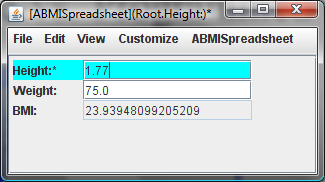 [ABMISpreadsheet](Root.Height:)*
File Edit View Customize ABMISpreadsheet
Height:* 1.77
Weight: 75.0
BMI: 23.93948099205209